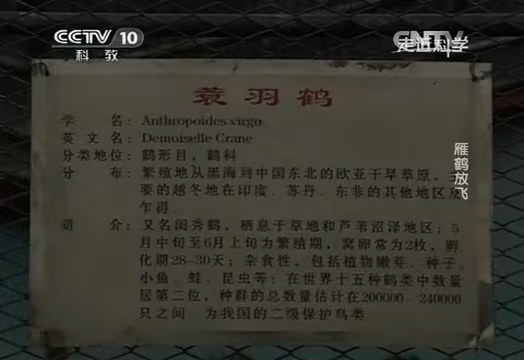 CCTV 10
科教
CNTV
走近科学
雁鹤放飞
蓑羽鹤
学 名：Anthropoides virgo
英文名：Demoiselle Crane
分类地位：鹤形目，鹤科
分 布：繁殖地从黑海到中国东北的欧亚干旱草原，主
要的越冬地在印度、苏丹、东非的其他地区及
乍得.
简 介：又名闺秀鹤，栖息于草地和芦苇沼泽地区；5
月中旬至6月上旬为繁殖期，窝卵常为2枚，孵
化期28-30天；杂食性，包括植物嫩芽、种子、
小鱼、蛙、昆虫等；在世界十五种鹤类中数量
居第二位，种群的总数量估计在200000-240000
只之间 为我国的二级保护鸟类